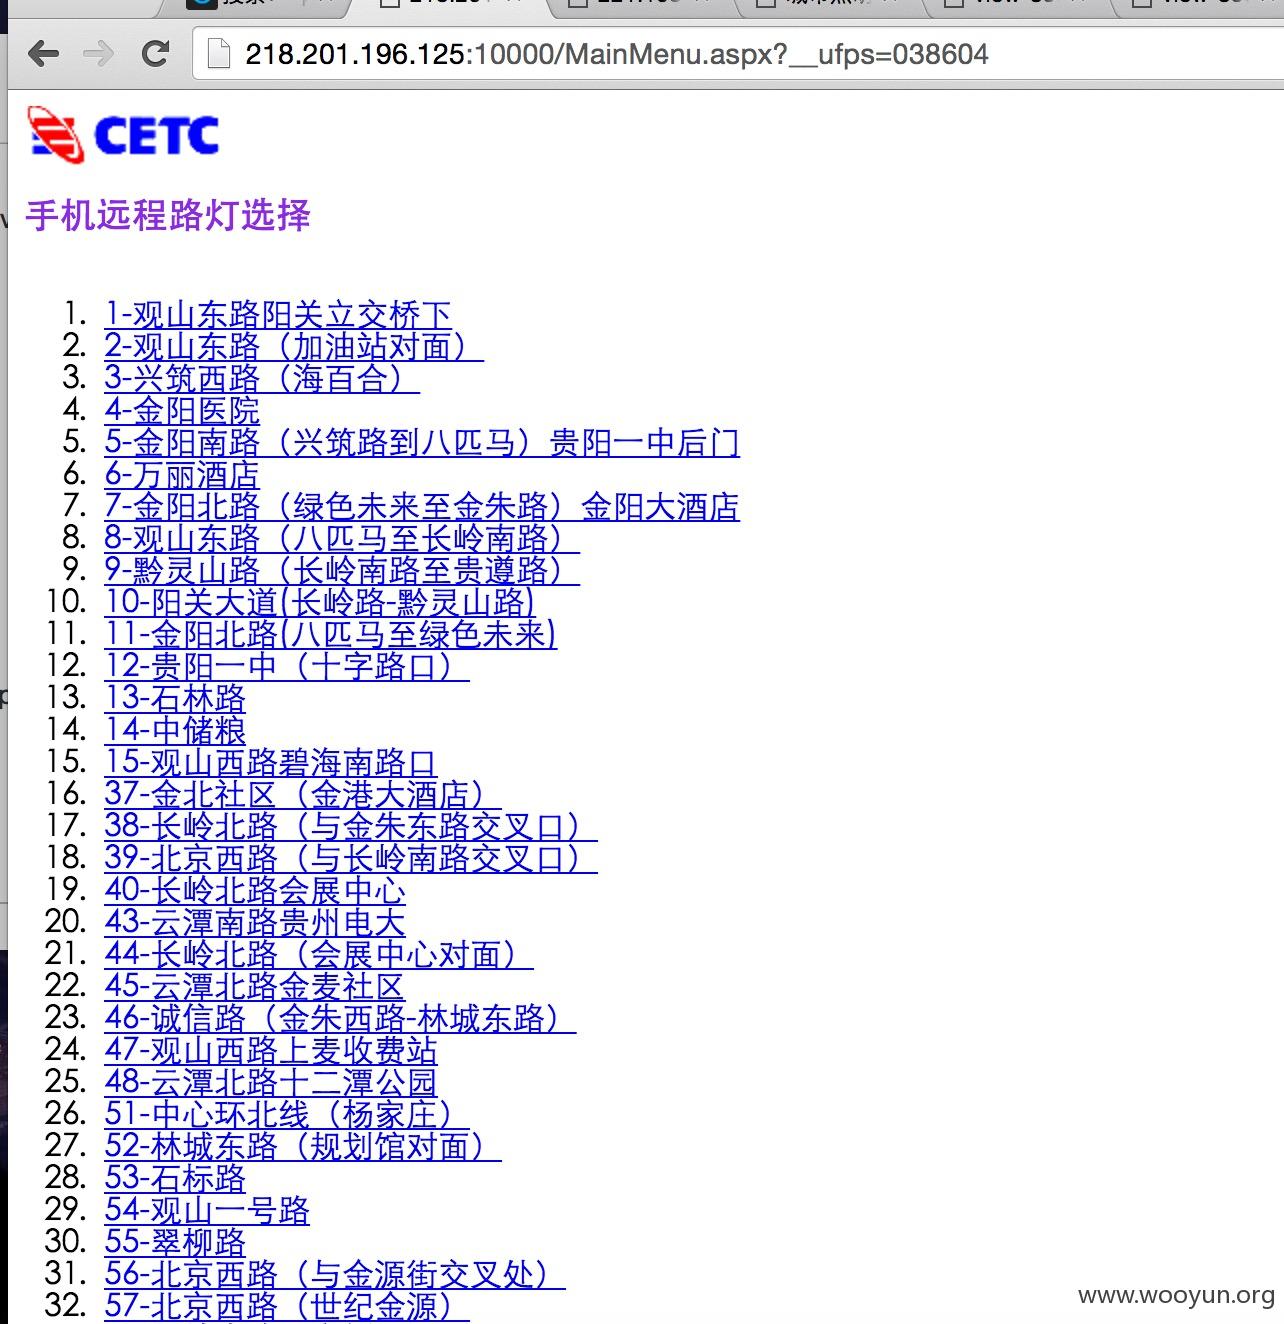 218.201.196.125:10000/MainMenu.aspx?__ufps=038604
CETC
手机远程路灯选择
1. 1-观山东路阳关立交桥下
2. 2-观山东路（加油站对面）
3. 3-兴筑西路（海百合）
4. 4-金阳医院
5. 5-金阳南路（兴筑路到八匹马）贵阳一中后门
6. 6-万丽酒店
7. 7-金阳北路（绿色未来至金朱路）金阳大酒店
8. 8-观山东路（八匹马至长岭南路）
9. 9-黔灵山路（长岭南路至贵遵路）
10. 10-阳关大道(长岭路-黔灵山路)
11. 11-金阳北路(八匹马至绿色未来)
12. 12-贵阳一中（十字路口）
13. 13-石林路
14. 14-中储粮
15. 15-观山西路碧海南路口
16. 37-金北社区（金港大酒店）
17. 38-长岭北路（与金朱东路交叉口）
18. 39-北京西路（与长岭南路交叉口）
19. 40-长岭北路会展中心
20. 43-云潭南路贵州电大
21. 44-长岭北路（会展中心对面）
22. 45-云潭北路金麦社区
23. 46-诚信路（金朱西路-林城东路）
24. 47-观山西路上麦收费站
25. 48-云潭北路十二潭公园
26. 51-中心环北线（杨家庄）
27. 52-林城东路（规划馆对面）
28. 53-石标路
29. 54-观山一号路
30. 55-翠柳路
31. 56-北京西路（与金源街交叉处）
32. 57-北京西路（世纪金源）
www.wooyun.org